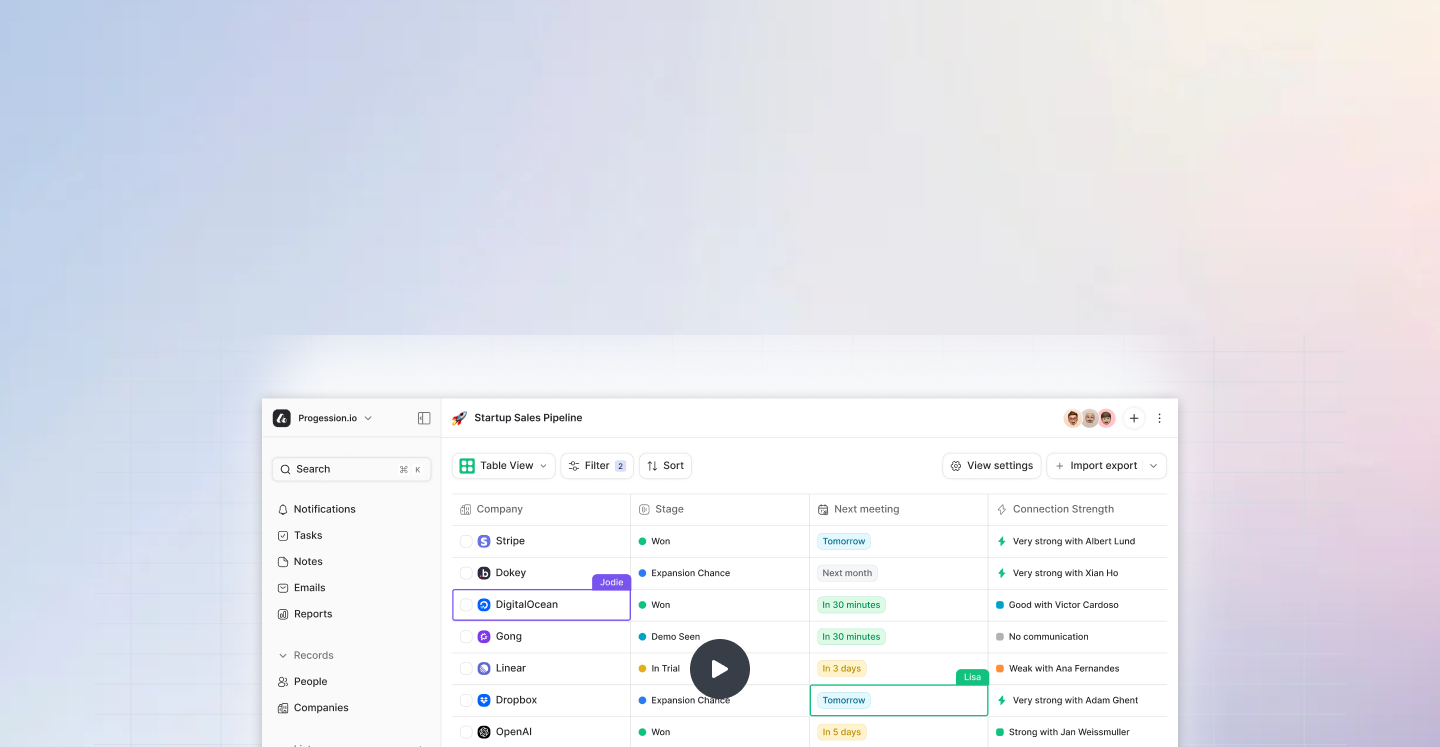 Progession.io
Startup Sales Pipeline
Search ⌘ K
Table View Filter 2 Sort View settings Import export
Notifications
Tasks
Notes
Emails
Reports
Records
People
Companies
Company Stage Next meeting Connection Strength
Stripe Won Tomorrow Very strong with Albert Lund
Dokey Expansion Chance Next month Very strong with Xian Ho
Jodie
DigitalOcean Won In 30 minutes Good with Victor Cardoso
Gong Demo Seen In 30 minutes No communication
Linear In Trial In 3 days Weak with Ana Fernandes
Lisa
Dropbox Expansion Chance Tomorrow Very strong with Adam Ghent
OpenAI Won In 5 days Strong with Jan Weissmuller